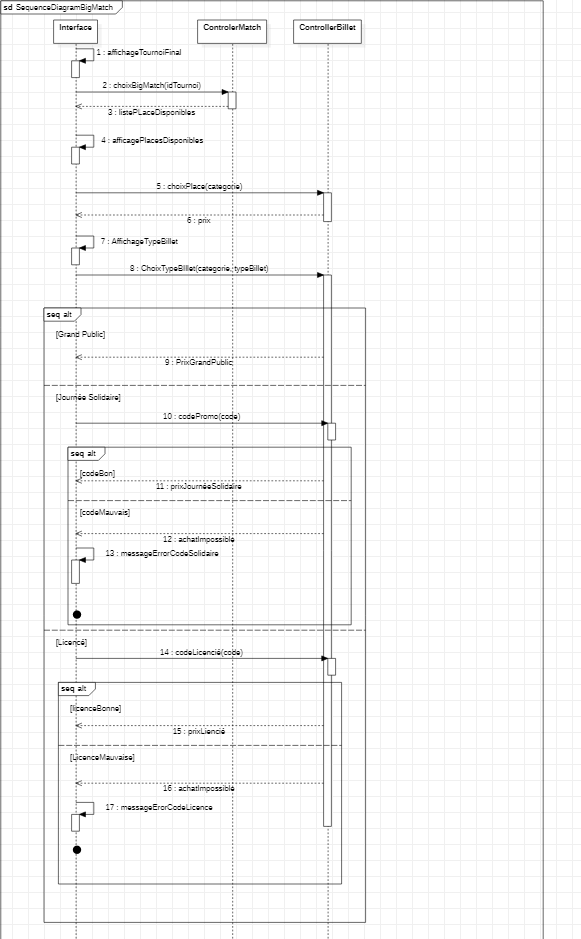 sd SequenceDiagramBigMatch
Interface
ControlerMatch
ControllerBillet
1 : affichageTournoiFinal
2 : choixBigMatch(idTournoi)
3 : listePLaceDisponibles
4 : afficagePlacesDisponibles
5 : choixPlace(categorie)
6 : prix
7 : AffichageTypeBillet
8 : ChoixTypeBIllet(categorie, typeBillet)
seq alt
[Grand Public]
9 : PrixGrandPublic
[Journée Solidaire]
10 : codePromo(code)
seq alt
[codeBon]
11 : prixJournéeSolidaire
[codeMauvais]
12 : achatImpossible
13 : messageErrorCodeSolidaire
[Licencé]
14 : codeLicencié(code)
seq alt
[licenceBonne]
15 : prixLiencié
[LicenceMauvaise]
16 : achatImpossible
17 : messageErorCodeLicence